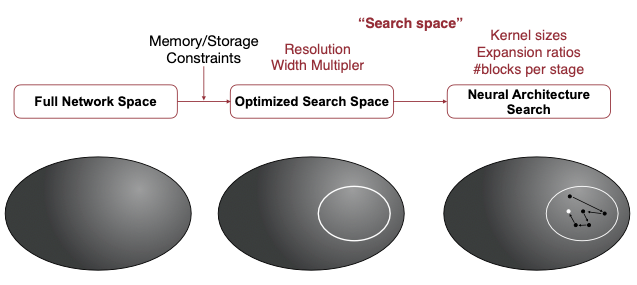 “Search space”
Memory/Storage
Constraints
Resolution
Width Multipler
Kernel sizes
Expansion ratios
#blocks per stage
Full Network Space
Optimized Search Space
Neural Architecture
Search